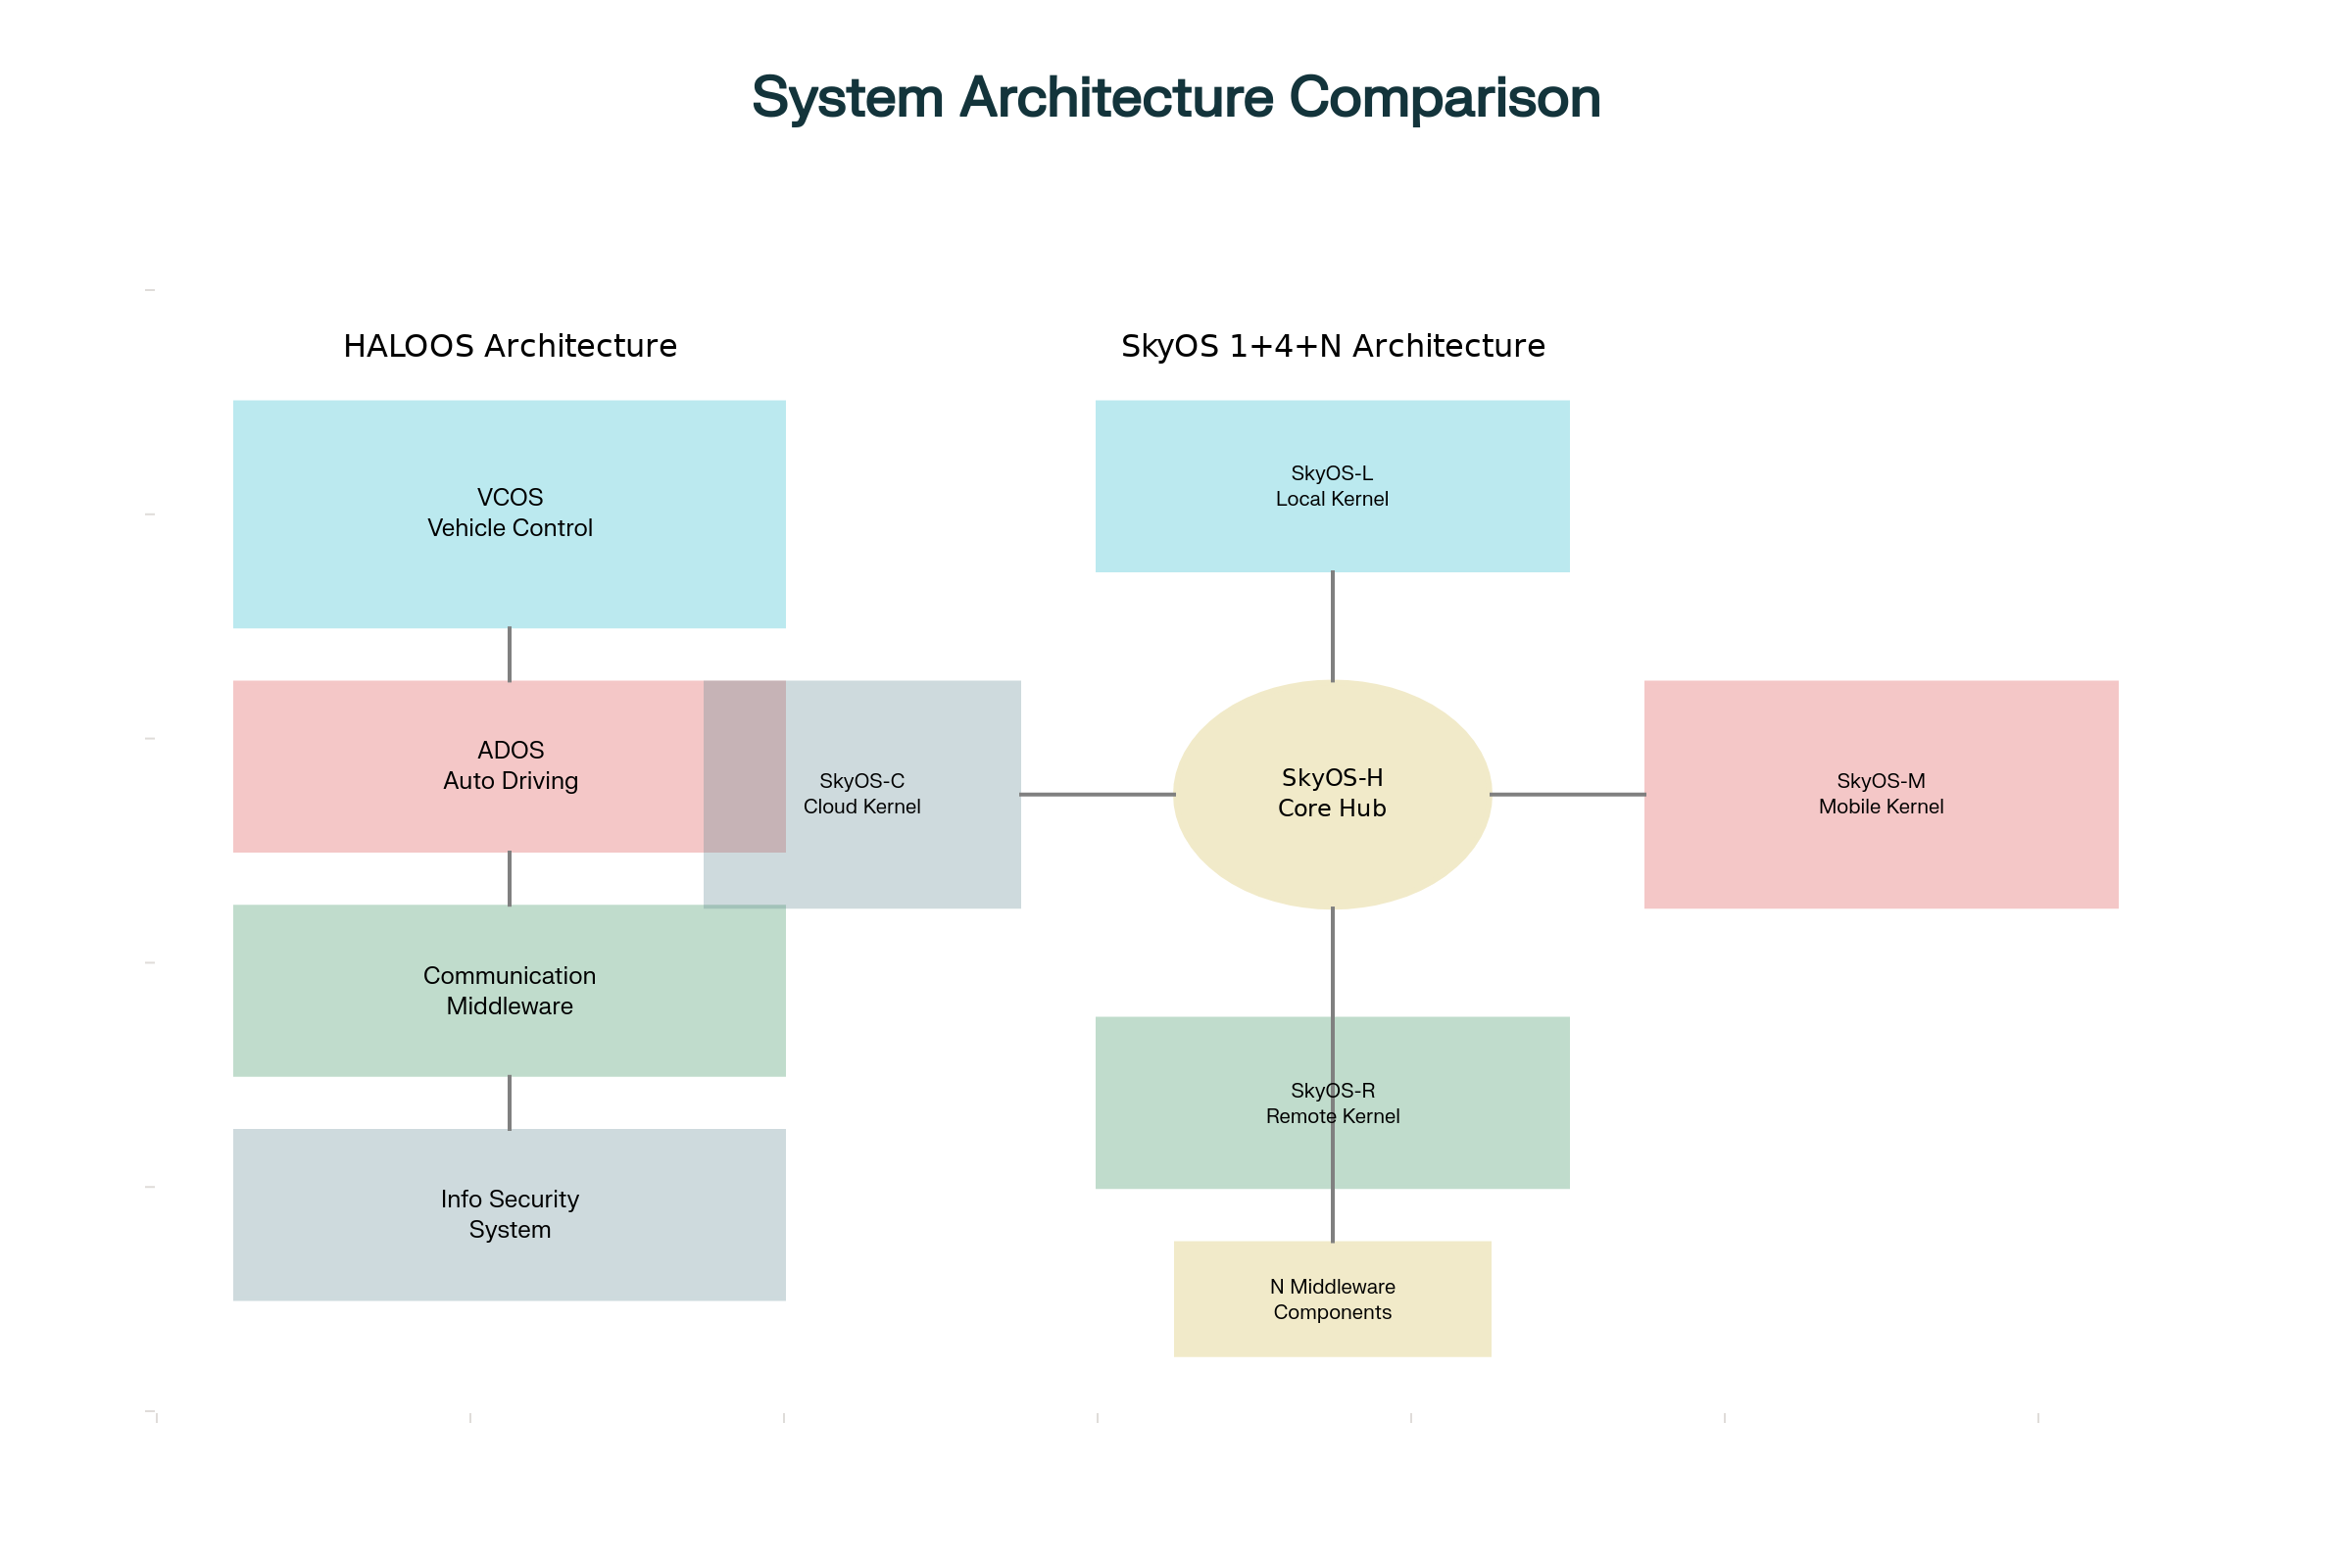 System Architecture Comparison
HALOOS Architecture
VCOS
Vehicle Control
ADOS
Auto Driving
Communication
Middleware
Info Security
System
SkyOS 1+4+N Architecture
SkyOS-L
Local Kernel
SkyOS-C
Cloud Kernel
SkyOS-H
Core Hub
SkyOS-M
Mobile Kernel
SkyOS-R
Remote Kernel
N Middleware
Components